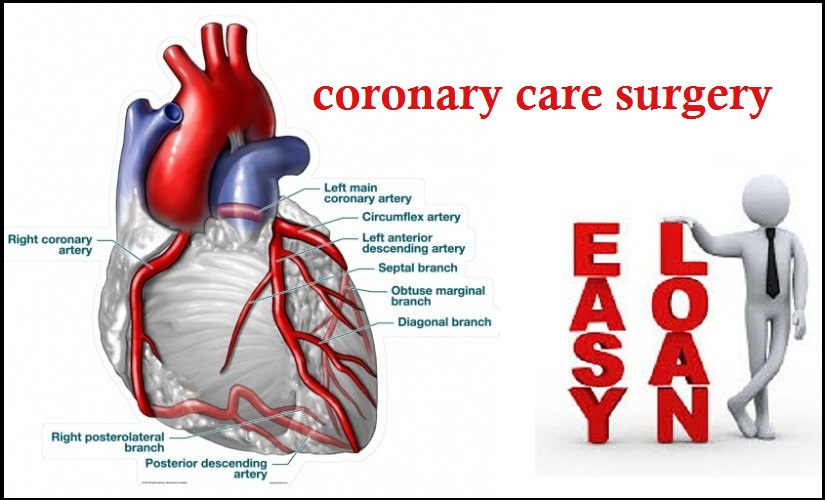 coronary care surgery
Left main
coronary artery
Circumflex artery
Left anterior
descending artery
Septal branch
Obtuse marginal
branch
Diagonal branch
Right coronary
artery
Right posterolateral
branch
Posterior descending
artery
EASY
LOAN